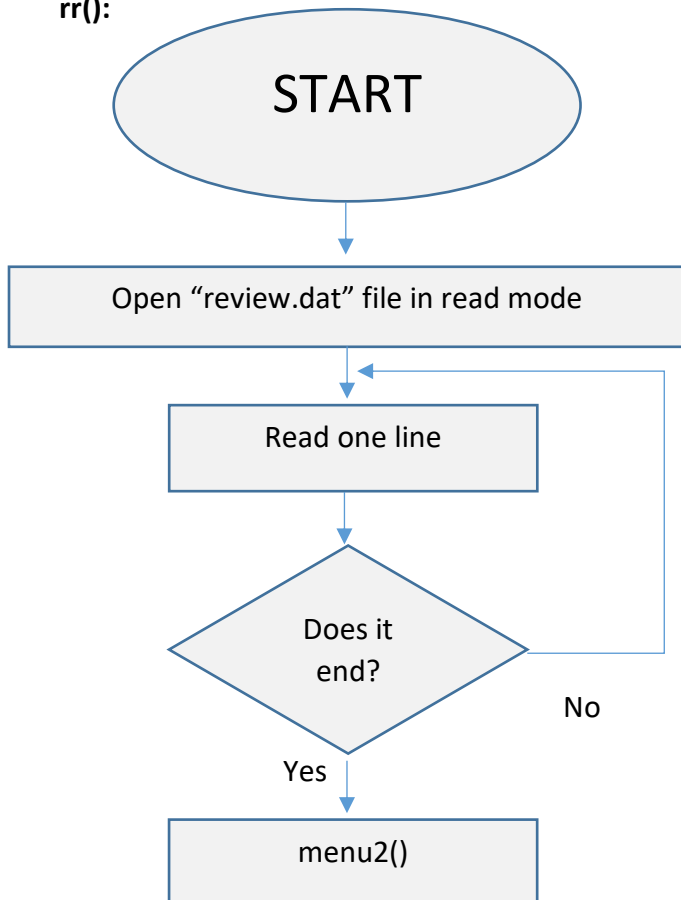 rr():
START
Open “review.dat” file in read mode
Read one line
Does it
end?
No
Yes
menu2()